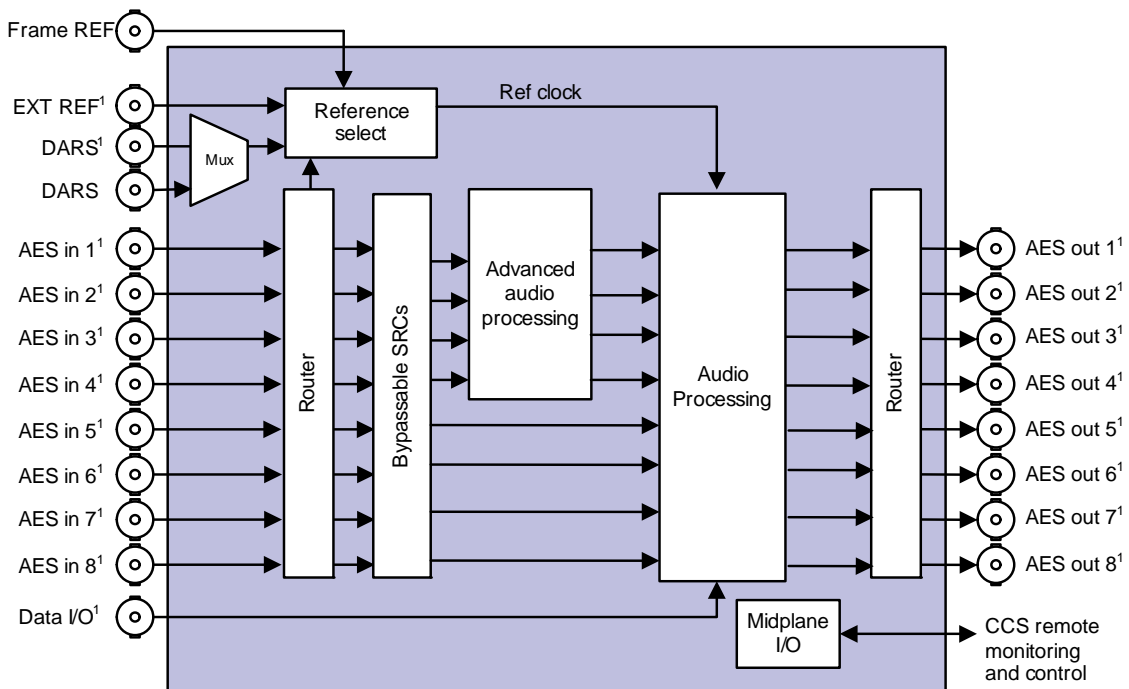 Frame REF
EXT REF¹
DARS¹
DARS
Mux
Reference
select
Ref clock
AES in 1¹
AES in 2¹
AES in 3¹
AES in 4¹
AES in 5¹
AES in 6¹
AES in 7¹
AES in 8¹
Data I/O¹
Router
Bypassable SRCs
Advanced
audio
processing
Audio
Processing
Router
Midplane
I/O
AES out 1¹
AES out 2¹
AES out 3¹
AES out 4¹
AES out 5¹
AES out 6¹
AES out 7¹
AES out 8¹
CCS remote
monitoring
and control